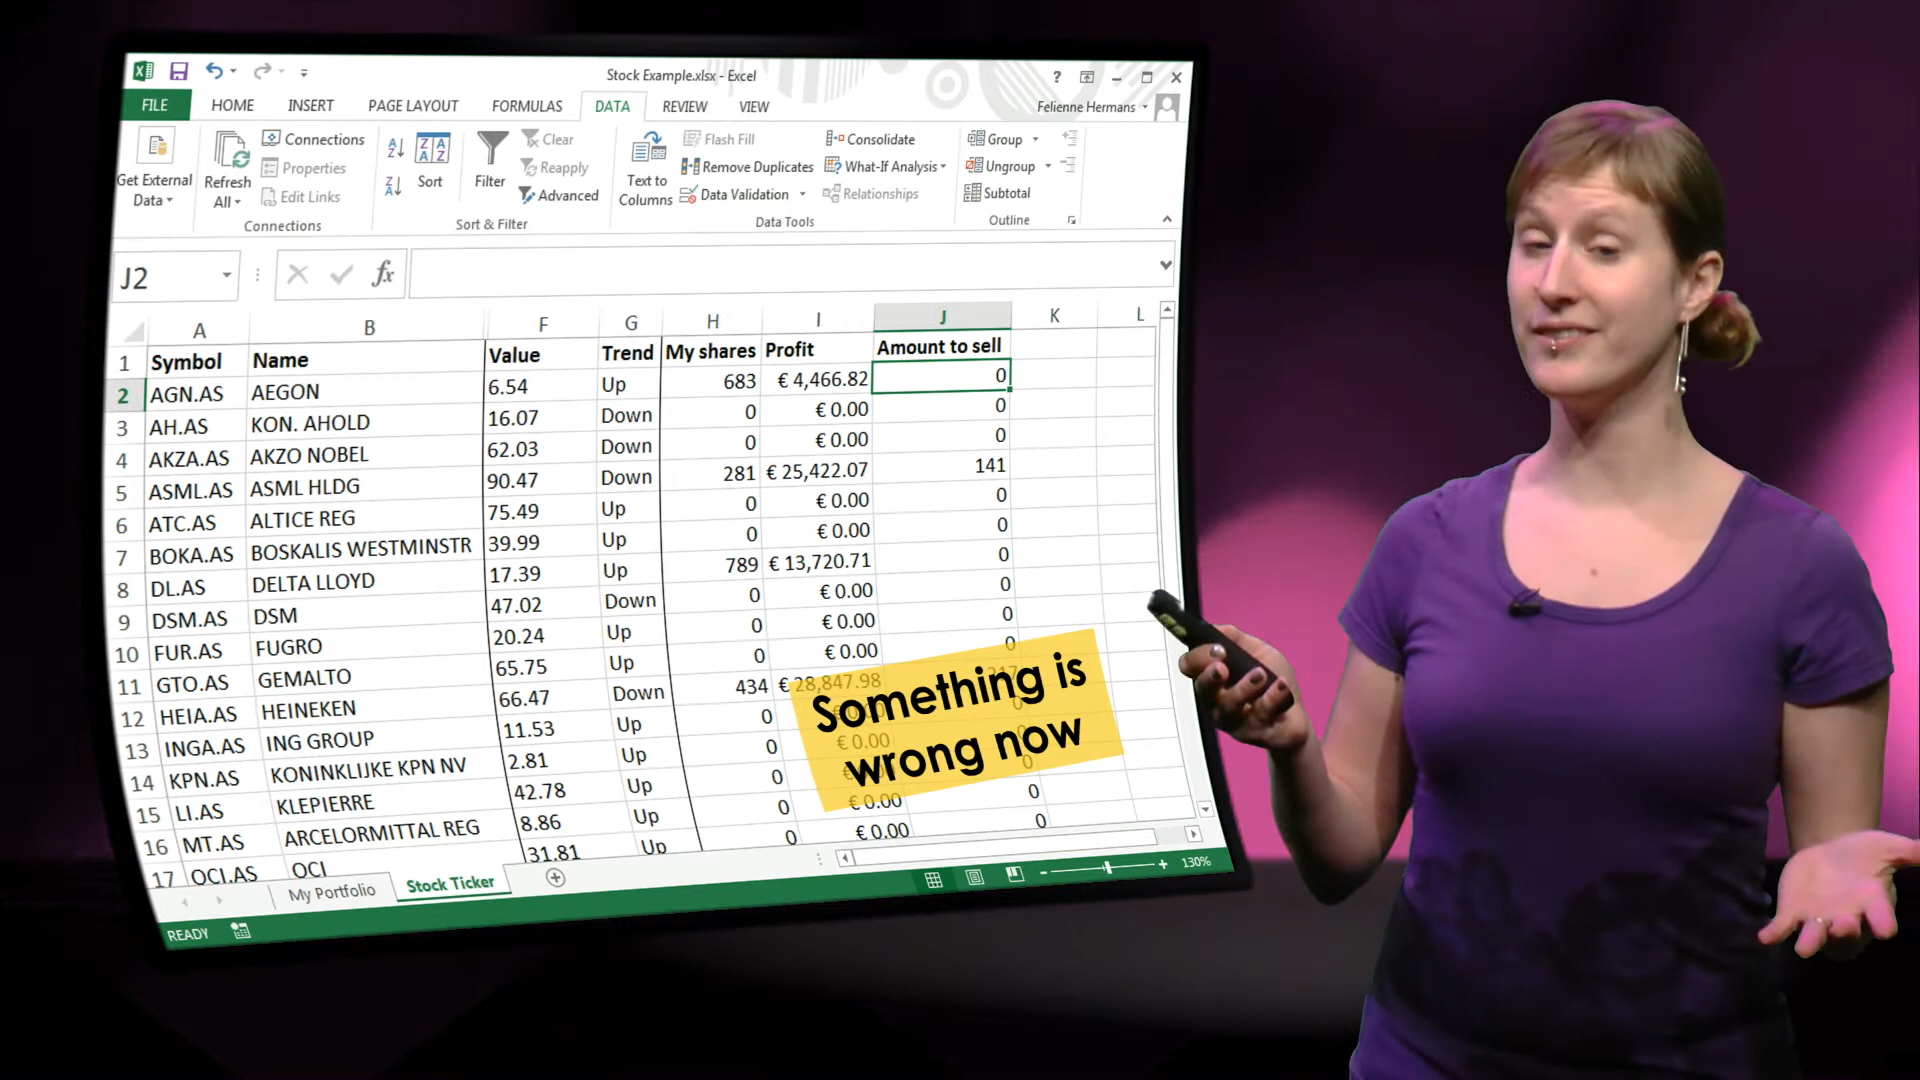 Stock Example.xlsx - Excel
?
FILE HOME INSERT PAGE LAYOUT FORMULAS DATA REVIEW VIEW Felienne Hermans
Get External Data
Refresh All
Connections
Properties
Edit Links
Connections
Sort
Filter
Clear
Reapply
Advanced
Sort & Filter
Text to Columns
Flash Fill
Remove Duplicates
Data Validation
Consolidate
What-If Analysis
Relationships
Data Tools
Group
Ungroup
Subtotal
Outline
J2 fx
A B F G H I J K L
1 Symbol Name Value Trend My shares Profit Amount to sell
2 AGN.AS AEGON 6.54 Up 683 € 4,466.82 0
3 AH.AS KON. AHOLD 16.07 Down 0 € 0.00 0
4 AKZA.AS AKZO NOBEL 62.03 Down 0 € 0.00 0
5 ASML.AS ASML HLDG 90.47 Down 281 € 25,422.07 141
6 ATC.AS ALTICE REG 75.49 Up 0 € 0.00 0
7 BOKA.AS BOSKALIS WESTMINSTR 39.99 Up 0 € 0.00 0
8 DL.AS DELTA LLOYD 17.39 Up 789 € 13,720.71 0
9 DSM.AS DSM 47.02 Down 0 € 0.00 0
10 FUR.AS FUGRO 20.24 Up 0 € 0.00 0
11 GTO.AS GEMALTO 65.75 Up 0 € 0.00 0
12 HEIA.AS HEINEKEN 66.47 Down 434 € 28,847.98
13 INGA.AS ING GROUP 11.53 Up 0
14 KPN.AS KONINKLIJKE KPN NV 2.81 Up 0 € 0.00
15 LI.AS KLEPIERRE 42.78 Up 0
16 MT.AS ARCELORMITTAL REG 8.86 Up 0 € 0.00 0
17 OCI.AS OCI 31.81 Up 0 € 0.00 0
Something is
wrong now
My Portfolio Stock Ticker
READY 130%